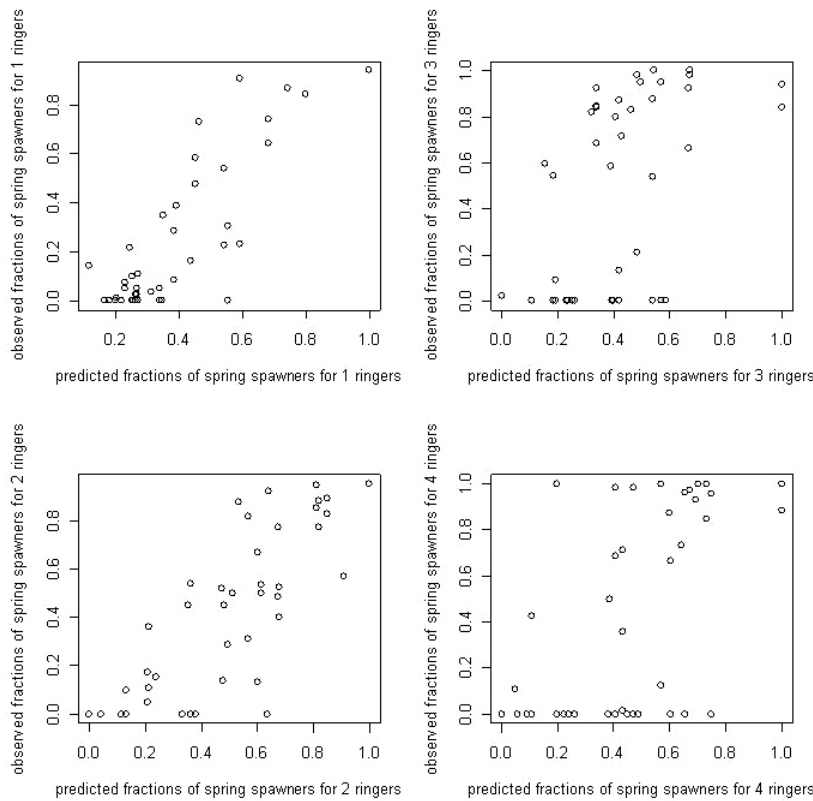 observed fractions of spring spawners for 1 ringers
0.8
0.6
0.4
0.2
0.0
0.2 0.4 0.6 0.8 1.0
predicted fractions of spring spawners for 1 ringers
observed fractions of spring spawners for 3 ringers
1.0
0.8
0.6
0.4
0.2
0.0
0.0 0.2 0.4 0.6 0.8 1.0
predicted fractions of spring spawners for 3 ringers
observed fractions of spring spawners for 2 ringers
0.8
0.6
0.4
0.2
0.0
0.0 0.2 0.4 0.6 0.8 1.0
predicted fractions of spring spawners for 2 ringers
observed fractions of spring spawners for 4 ringers
1.0
0.8
0.6
0.4
0.2
0.0
0.0 0.2 0.4 0.6 0.8 1.0
predicted fractions of spring spawners for 4 ringers